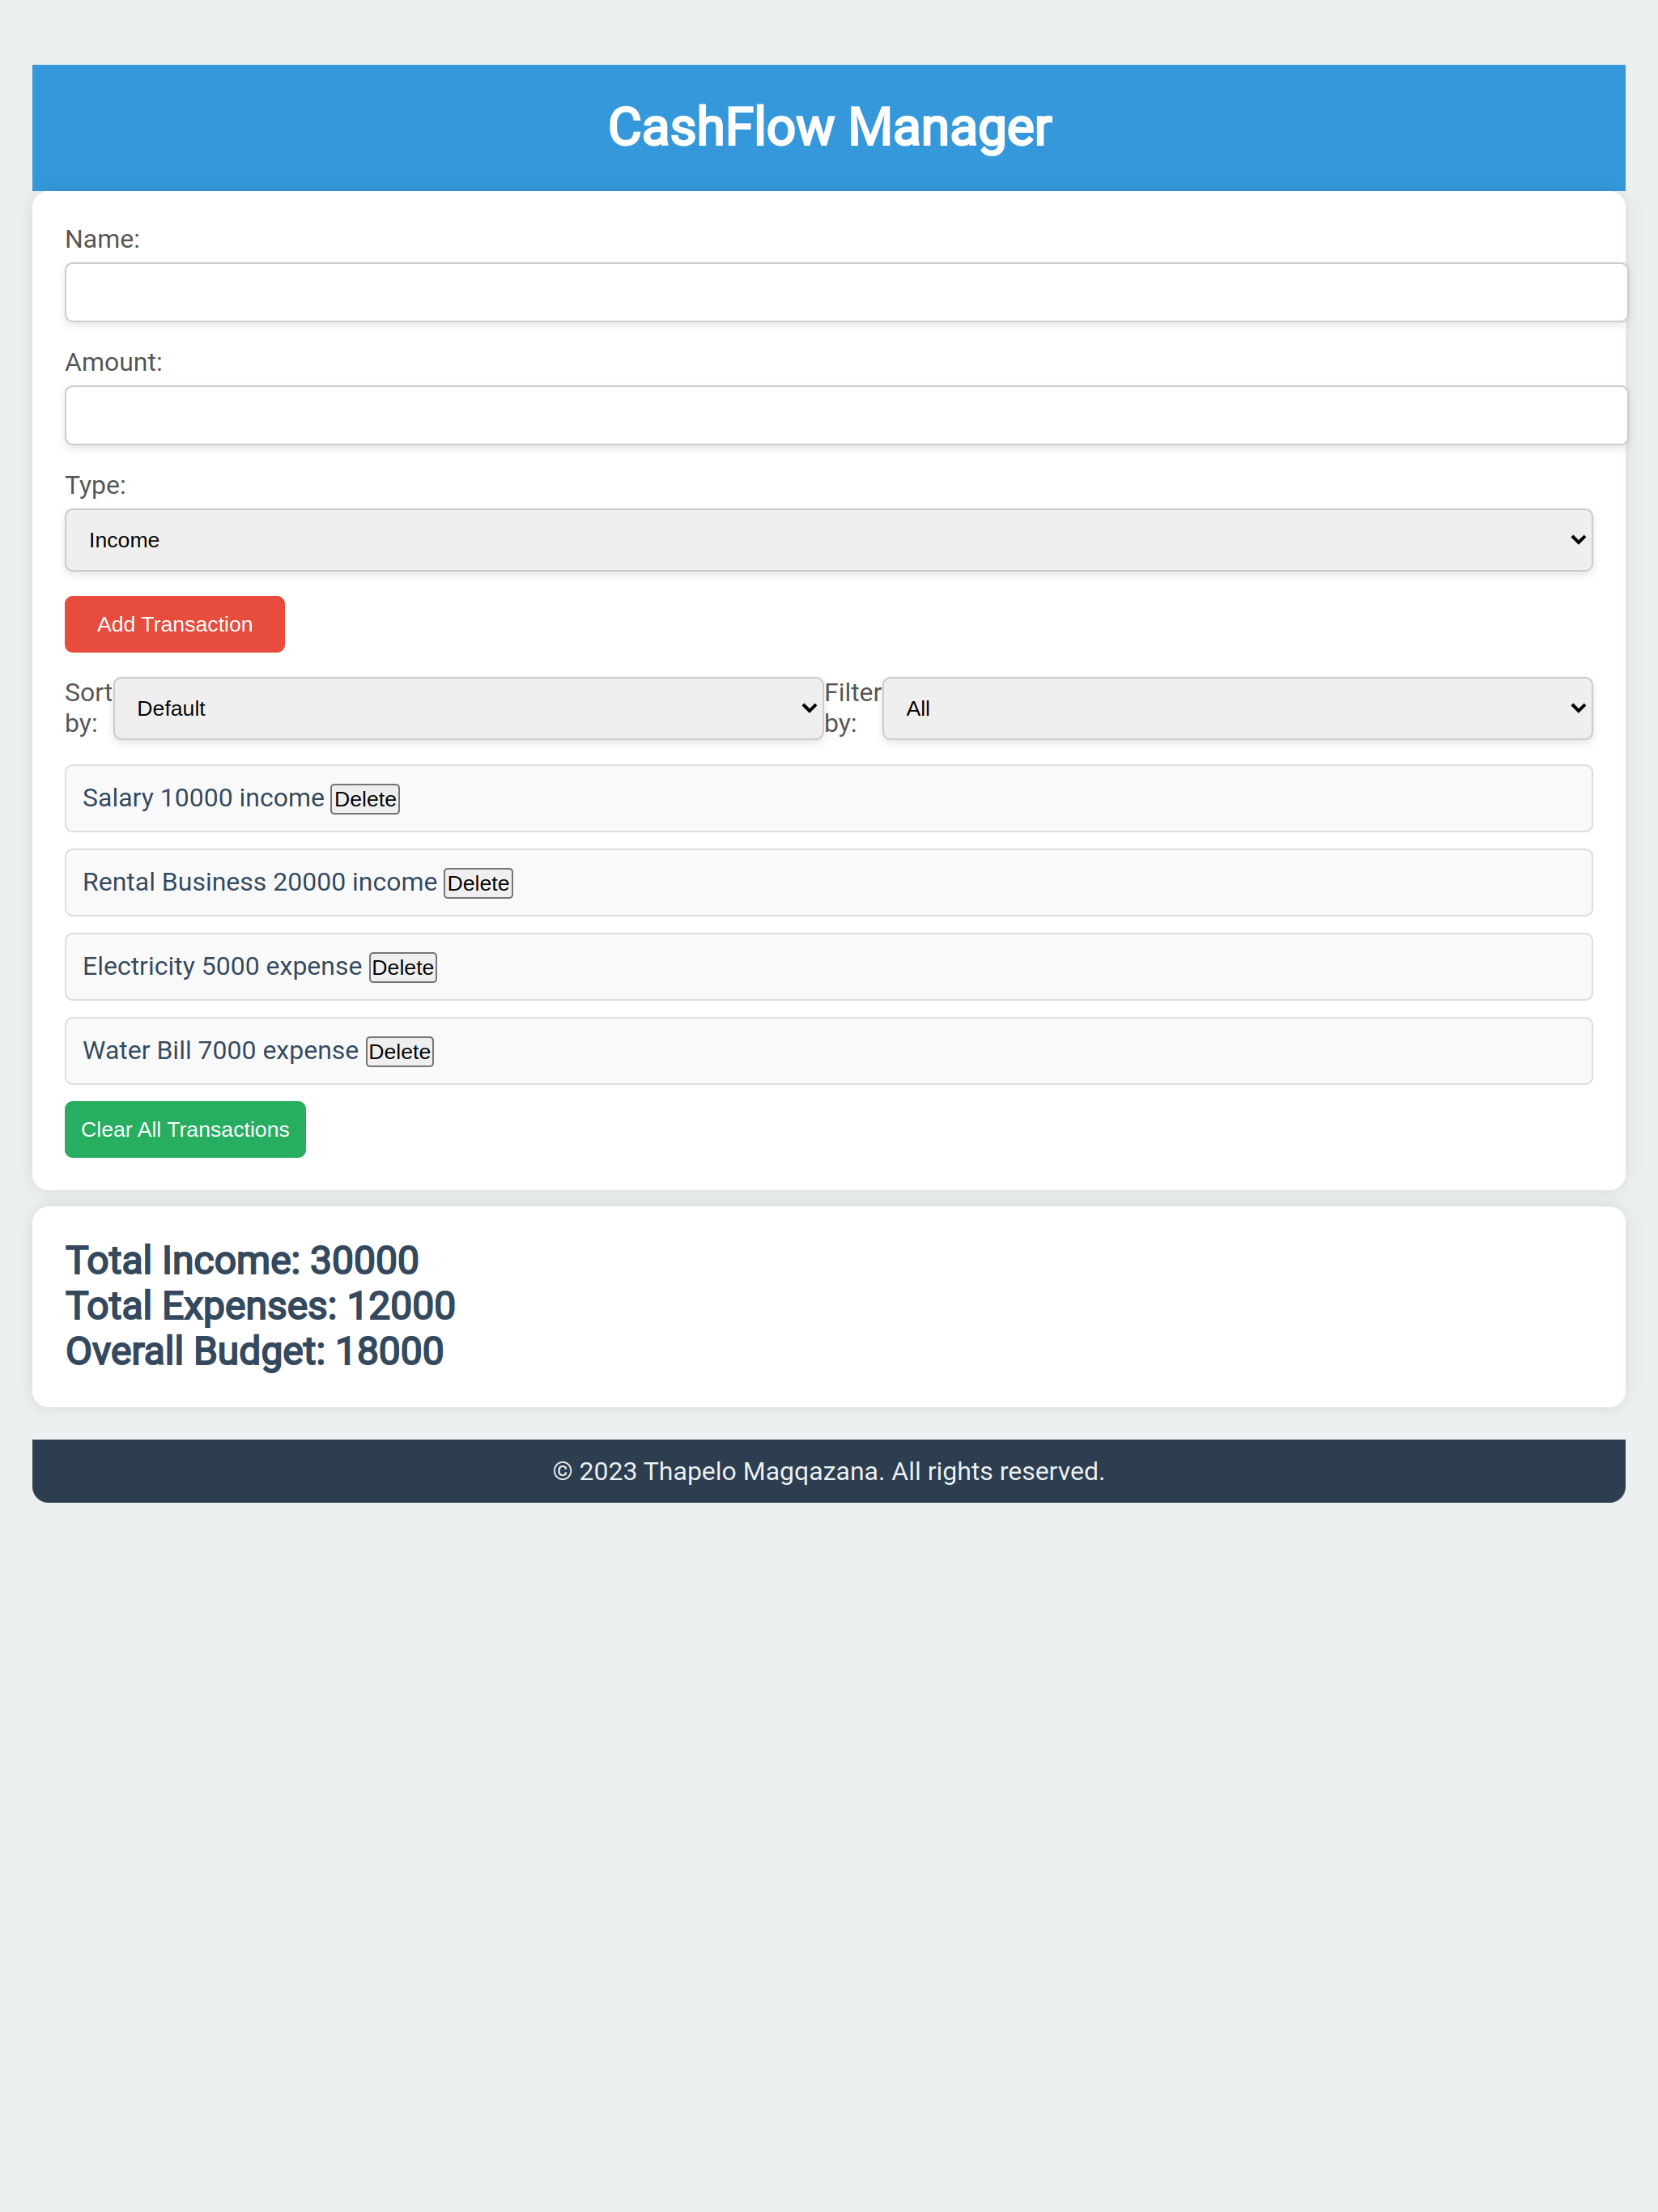 CashFlow Manager
Name:
Amount:
Type:
Income
Add Transaction
Sort by:
Default
Filter by:
All
Salary 10000 income Delete
Rental Business 20000 income Delete
Electricity 5000 expense Delete
Water Bill 7000 expense Delete
Clear All Transactions
Total Income: 30000
Total Expenses: 12000
Overall Budget: 18000
© 2023 Thapelo Magqazana. All rights reserved.